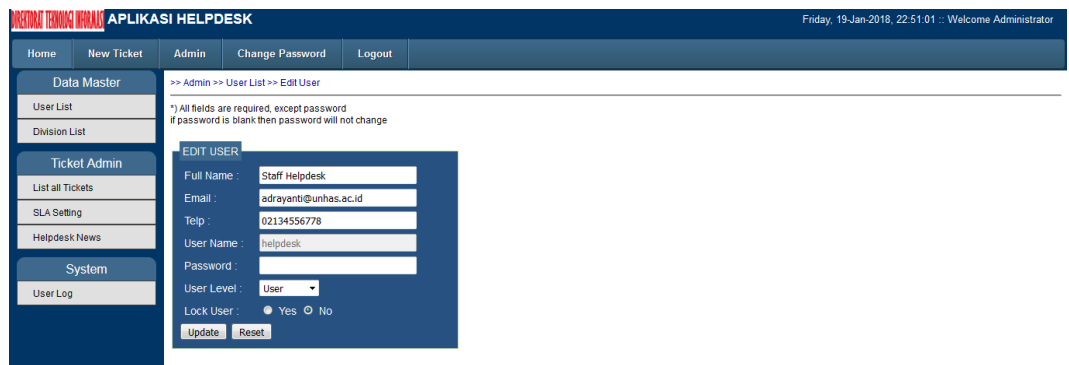 DIREKTORAT TEKNOLOGI INFORMASI APLIKASI HELPDESK
Friday, 19-Jan-2018, 22:51:01 :: Welcome Administrator
Home New Ticket Admin Change Password Logout
Data Master
User List
Division List
Ticket Admin
List all Tickets
SLA Setting
Helpdesk News
System
User Log
>> Admin >> User List >> Edit User
*) All fields are required, except password
if password is blank then password will not change
EDIT USER
Full Name : Staff Helpdesk
Email : adrayanti@unhas.ac.id
Telp : 02134556778
User Name : helpdesk
Password :
User Level : User
Lock User : Yes No
Update Reset